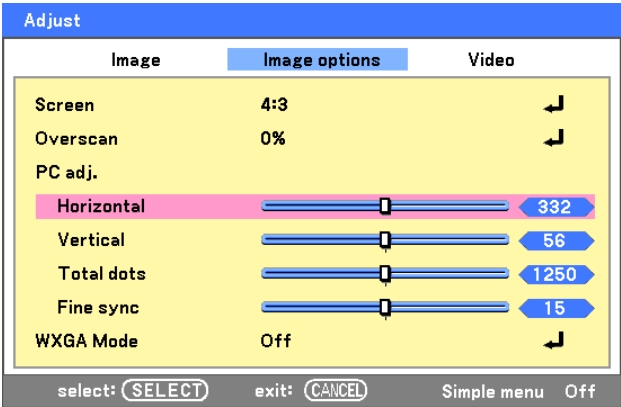 Adjust
Image Image options Video
Screen 4:3
Overscan 0%
PC adj.
Horizontal 332
Vertical 56
Total dots 1250
Fine sync 15
WXGA Mode Off
select: SELECT exit: CANCEL Simple menu Off